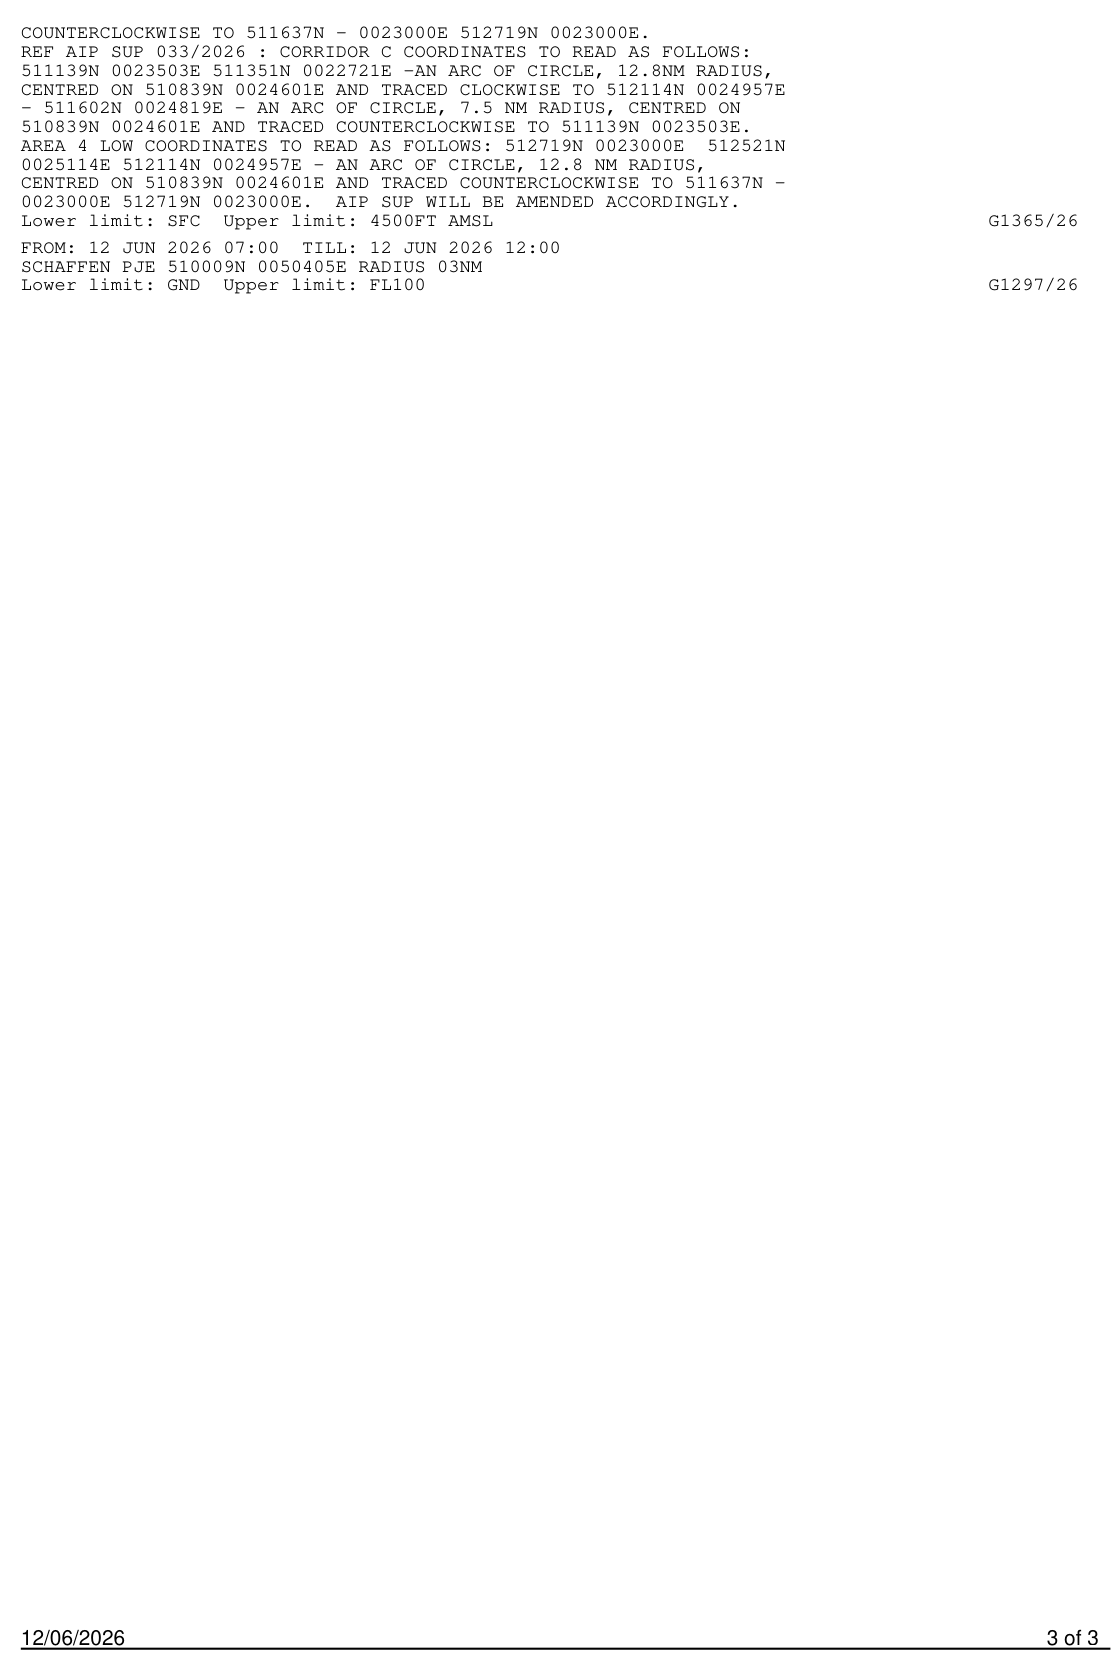 COUNTERCLOCKWISE TO 511637N - 0023000E 512719N 0023000E.
REF AIP SUP 033/2026 : CORRIDOR C COORDINATES TO READ AS FOLLOWS:
511139N 0023503E 511351N 0022721E -AN ARC OF CIRCLE, 12.8NM RADIUS,
CENTRED ON 510839N 0024601E AND TRACED CLOCKWISE TO 512114N 0024957E
- 511602N 0024819E - AN ARC OF CIRCLE, 7.5 NM RADIUS, CENTRED ON
510839N 0024601E AND TRACED COUNTERCLOCKWISE TO 511139N 0023503E.
AREA 4 LOW COORDINATES TO READ AS FOLLOWS: 512719N 0023000E  512521N
0025114E 512114N 0024957E - AN ARC OF CIRCLE, 12.8 NM RADIUS,
CENTRED ON 510839N 0024601E AND TRACED COUNTERCLOCKWISE TO 511637N -
0023000E 512719N 0023000E.  AIP SUP WILL BE AMENDED ACCORDINGLY.
Lower limit: SFC  Upper limit: 4500FT AMSL G1365/26
FROM: 12 JUN 2026 07:00  TILL: 12 JUN 2026 12:00
SCHAFFEN PJE 510009N 0050405E RADIUS 03NM
Lower limit: GND  Upper limit: FL100 G1297/26
12/06/2026 3 of 3